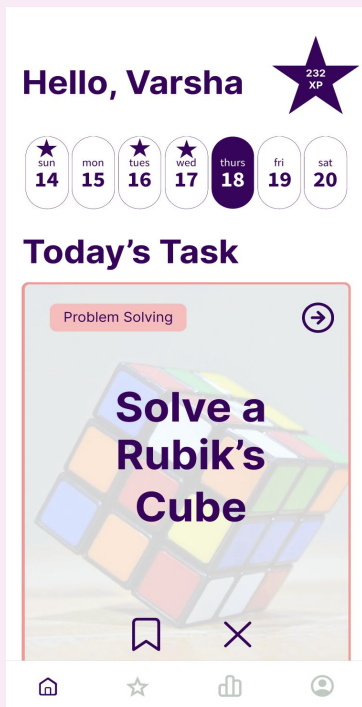 Hello, Varsha
232
XP
sun mon tues wed thurs fri sat
14 15 16 17 18 19 20
Today's Task
Problem Solving
Solve a
Rubik's
Cube